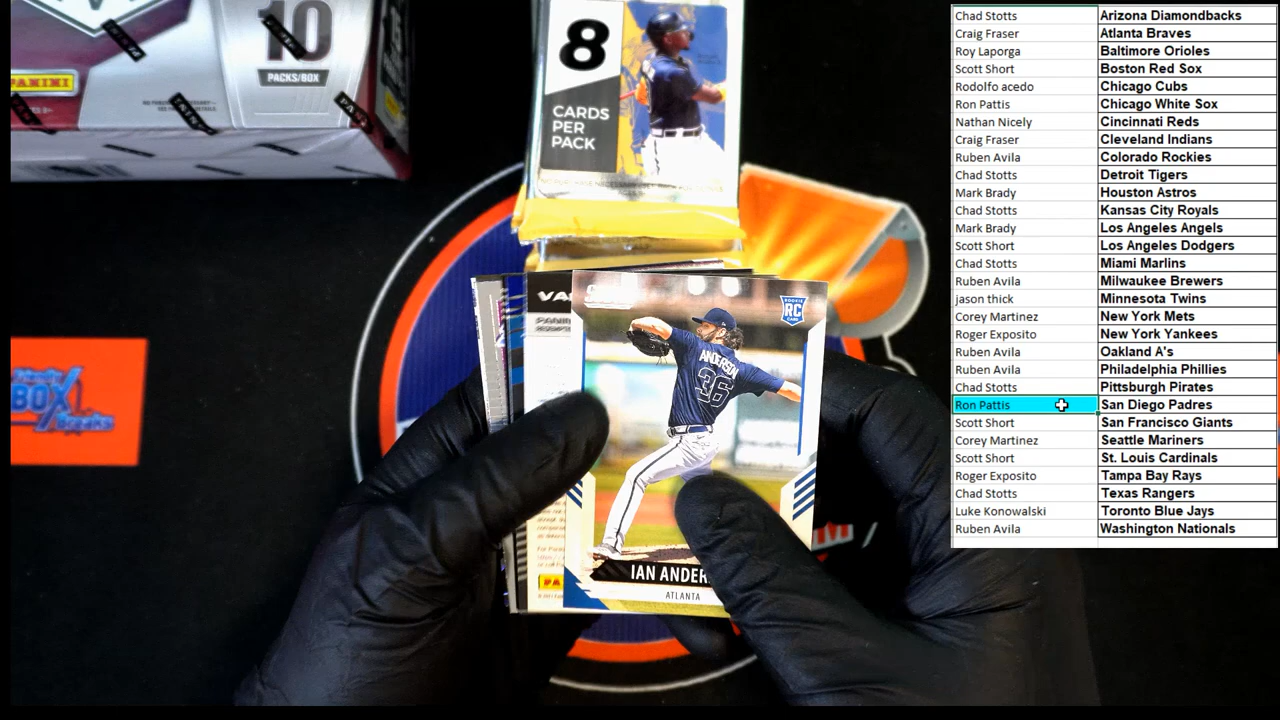 10
PACKS/BOX
PANINI
8
CARDS
PER
PACK
BOX
Breaks
VA
ROOKIE
RC
CARD
ANDERSON
36
IAN ANDER
ATLANTA
PA
Chad Stotts Arizona Diamondbacks
Craig Fraser Atlanta Braves
Roy Laporga Baltimore Orioles
Scott Short Boston Red Sox
Rodolfo acedo Chicago Cubs
Ron Pattis Chicago White Sox
Nathan Nicely Cincinnati Reds
Craig Fraser Cleveland Indians
Ruben Avila Colorado Rockies
Chad Stotts Detroit Tigers
Mark Brady Houston Astros
Chad Stotts Kansas City Royals
Mark Brady Los Angeles Angels
Scott Short Los Angeles Dodgers
Chad Stotts Miami Marlins
Ruben Avila Milwaukee Brewers
jason thick Minnesota Twins
Corey Martinez New York Mets
Roger Exposito New York Yankees
Ruben Avila Oakland A's
Ruben Avila Philadelphia Phillies
Chad Stotts Pittsburgh Pirates
Ron Pattis San Diego Padres
Scott Short San Francisco Giants
Corey Martinez Seattle Mariners
Scott Short St. Louis Cardinals
Roger Exposito Tampa Bay Rays
Chad Stotts Texas Rangers
Luke Konowalski Toronto Blue Jays
Ruben Avila Washington Nationals